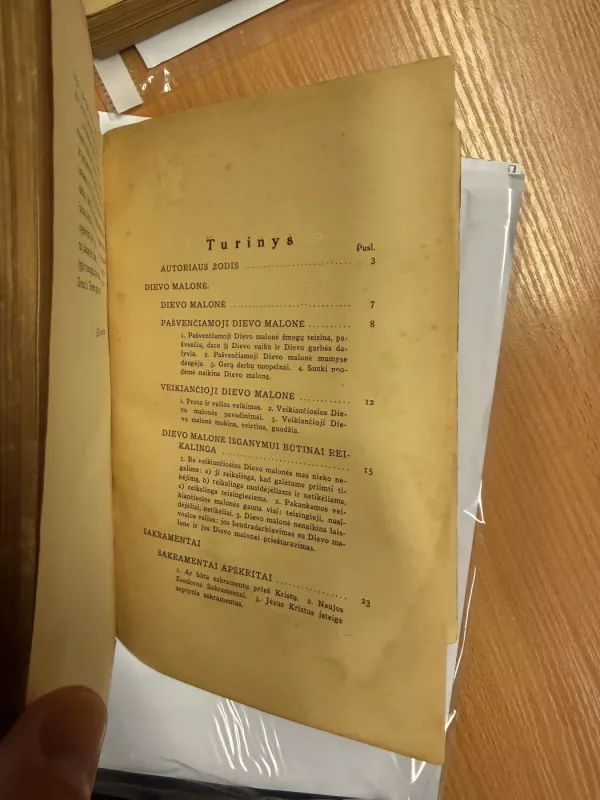 Turinys
Pusl.
AUTORIAUS ŽODIS 3
DIEVO MALONĖ.
DIEVO MALONĖ 7
PAŠVENČIAMOJI DIEVO MALONĖ 8
1. Pašvenčiamoji Dievo malonė žmogų teisina, pa-
švenčia, daro jį Dievo vaiku ir Dievo garbės da-
lyviu. 2. Pašvenčiamoji Dievo malonė mumyse
daugėja. 3. Gerų darbų nuopelnai. 4. Sunki nuo-
dėmė naikina Dievo malonę.
VEIKIANČIOJI DIEVO MALONĖ 12
1. Proto ir valios veikimas. 2. Veikiančiosios Die-
vo malonės pavadinimai. 3. Veikiančioji Die-
vo malonė mokina, tvirtina, guodžia.
DIEVO MALONĖ IŠGANYMUI BŪTINAI REI-
KALINGA 15
1. Be veikiančiosios Dievo malonės mes nieko ne-
galime: a) ji reikalinga, kad galėtume priimti ti-
kėjimą, b) reikalinga nusidėjėliams ir netikėliams,
c) reikalinga teisingiesiems. 2. Pakankamos vei-
kiančiosios malonės gauna visi: teisingieji, nusi-
dėjėliai, netikėliai. 3. Dievo malonė nenaikina lais-
vosios valios: jos bendradarbiavimas su Dievo ma-
lone ir jos Dievo malonei prieštaravimas.
SAKRAMENTAI
SAKRAMENTAI APSKRITAI 23
1. Ar būta sakramentų prieš Kristų. 2. Naujos
Sandoros Sakramentai. 3. Jėzus Kristus įsteigė
septynis sakramentus.